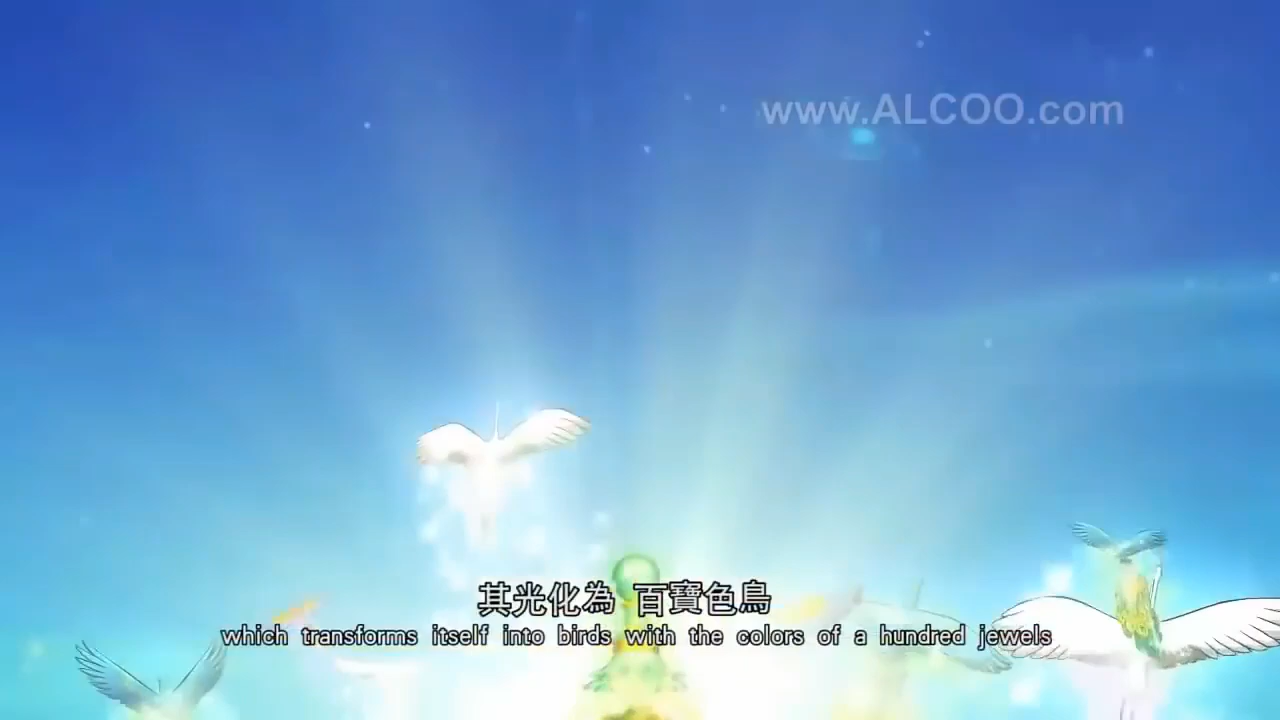 www.ALCOO.com
其光化為 百寶色鳥
which transforms itself into birds with the colors of a hundred jewels